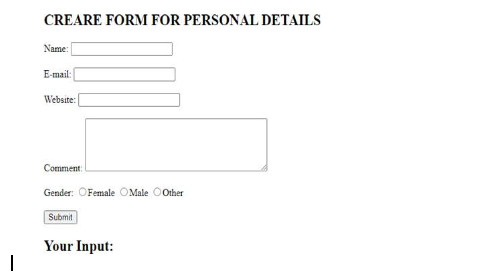 CREARE FORM FOR PERSONAL DETAILS
Name:
E-mail:
Website:
Comment:
Gender: Female Male Other
Submit
Your Input: